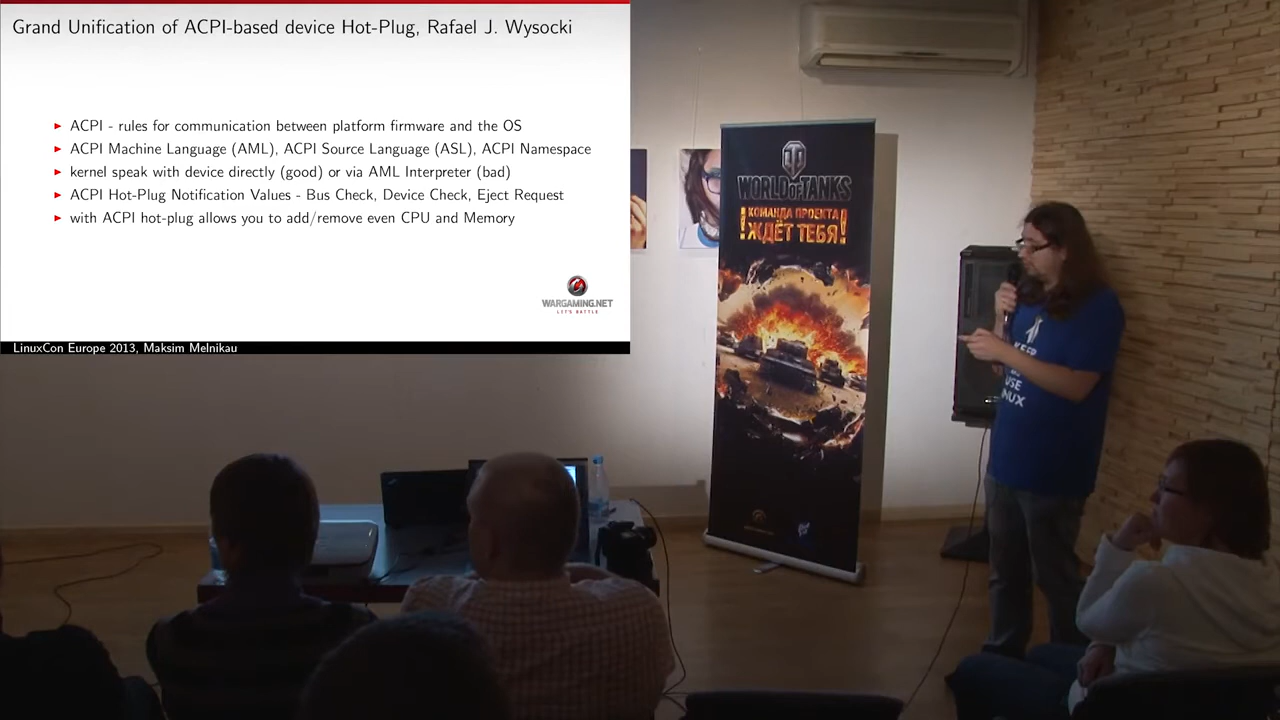 Grand Unification of ACPI-based device Hot-Plug, Rafael J. Wysocki
ACPI - rules for communication between platform firmware and the OS
ACPI Machine Language (AML), ACPI Source Language (ASL), ACPI Namespace
kernel speak with device directly (good) or via AML Interpreter (bad)
ACPI Hot-Plug Notification Values - Bus Check, Device Check, Eject Request
with ACPI hot-plug allows you to add/remove even CPU and Memory
WARGAMING.NET
LET'S BATTLE
LinuxCon Europe 2013, Maksim Melnikau
WORLD OF TANKS
КОМАНДА ПРОЕКТА
ЖДЁТ ТЕБЯ!
KEEP
USE